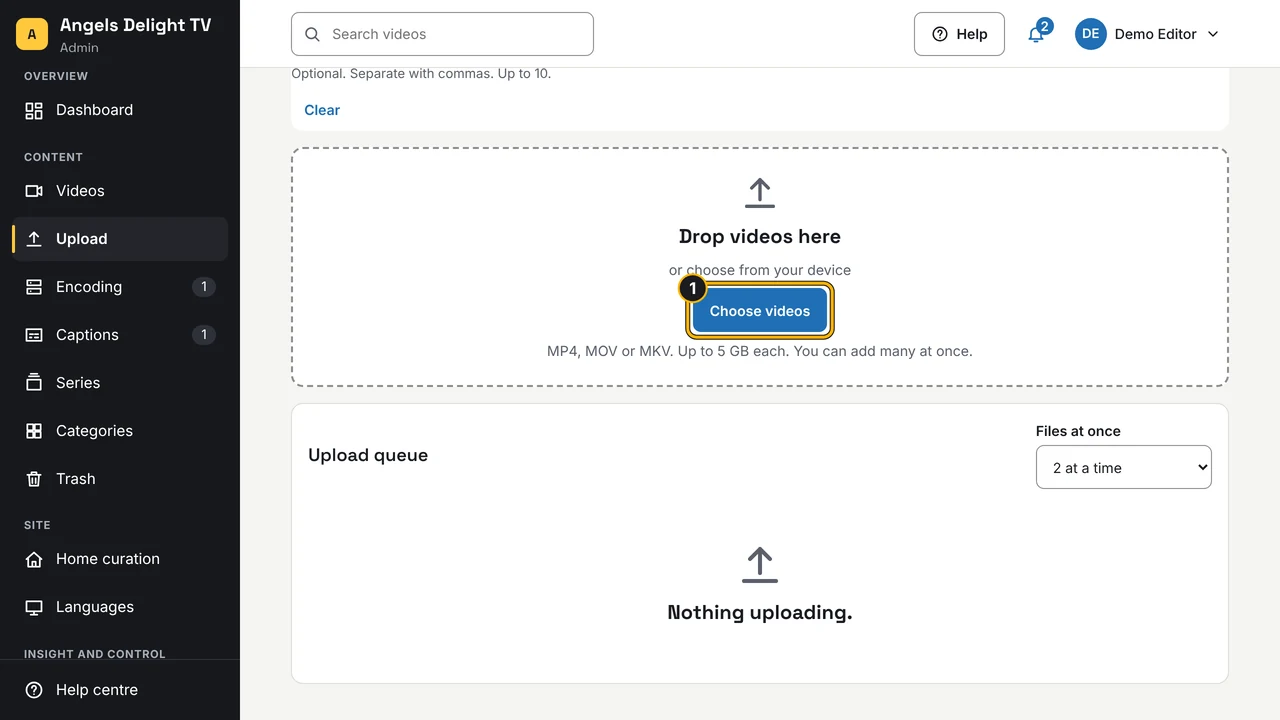 A
Angels Delight TV
Admin
OVERVIEW
Dashboard
CONTENT
Videos
Upload
Encoding 1
Captions 1
Series
Categories
Trash
SITE
Home curation
Languages
INSIGHT AND CONTROL
Help centre
Search videos
Help
2
DE
Demo Editor
Optional. Separate with commas. Up to 10.
Clear
Drop videos here
or choose from your device
1
Choose videos
MP4, MOV or MKV. Up to 5 GB each. You can add many at once.
Files at once
Upload queue
2 at a time
Nothing uploading.